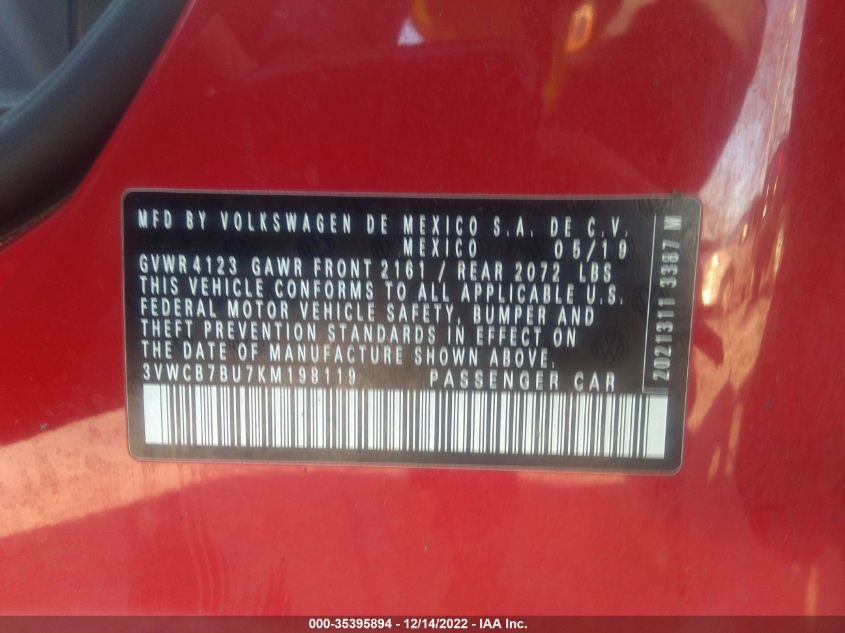 MFD BY VOLKSWAGEN DE MEXICO S.A. DE C.V.
MEXICO 05/19
GVWR 4123 GAWR FRONT 2161 / REAR 2072 LBS
THIS VEHICLE CONFORMS TO ALL APPLICABLE U.S.
FEDERAL MOTOR VEHICLE SAFETY, BUMPER AND
THEFT PREVENTION STANDARDS IN EFFECT ON
THE DATE OF MANUFACTURE SHOWN ABOVE.
3VWCB7BU7KM198119 PASSENGER CAR
2021311 3387 M
000-35395894 - 12/14/2022 - IAA Inc.